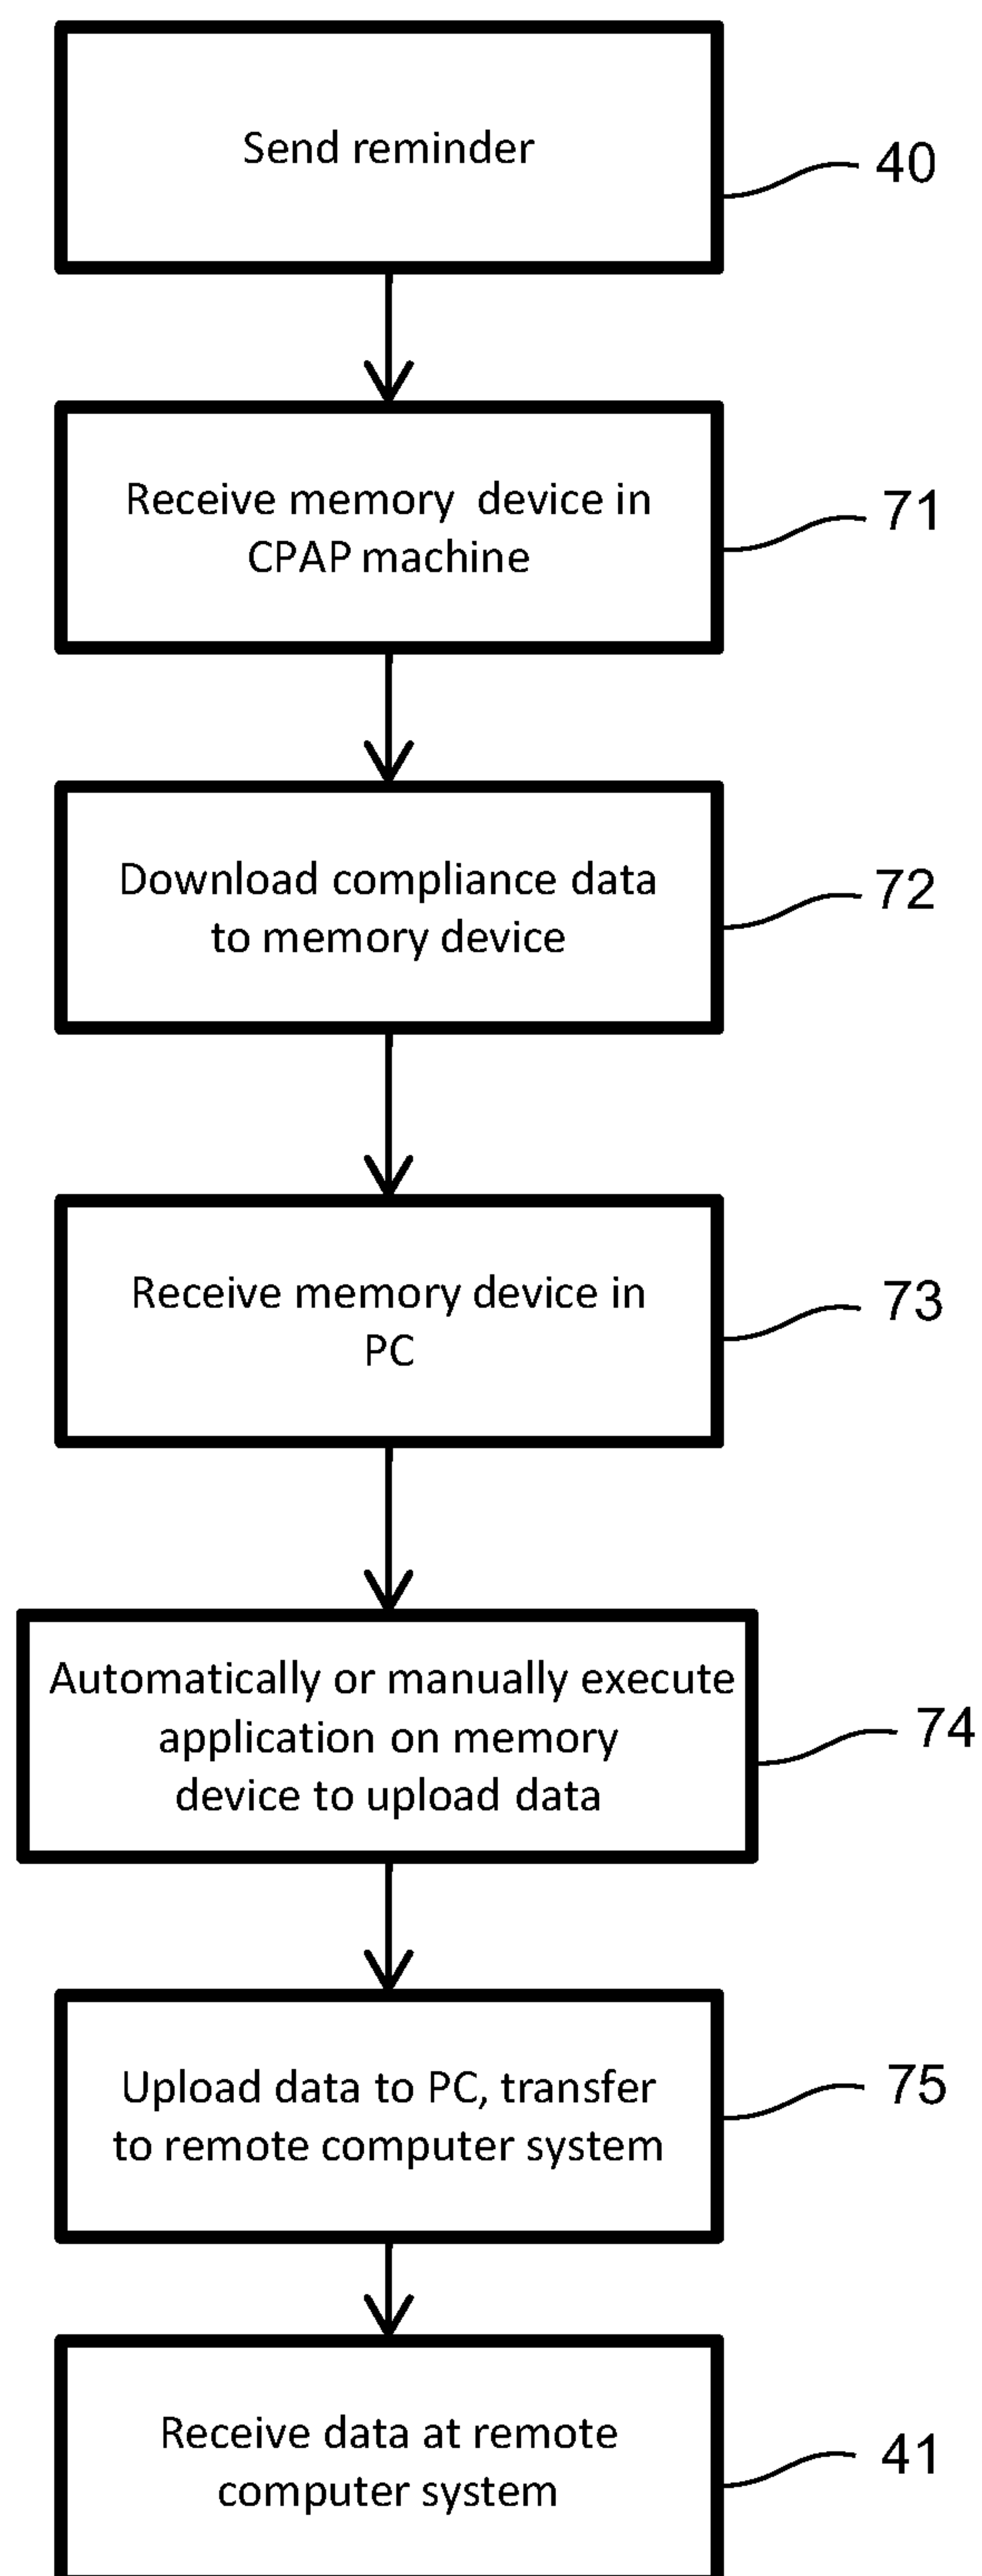 Send reminder
40
Receive memory device in
CPAP machine
71
Download compliance data
to memory device
72
Receive memory device in
PC
73
Automatically or manually execute
application on memory
device to upload data
74
Upload data to PC, transfer
to remote computer system
75
Receive data at remote
computer system
41